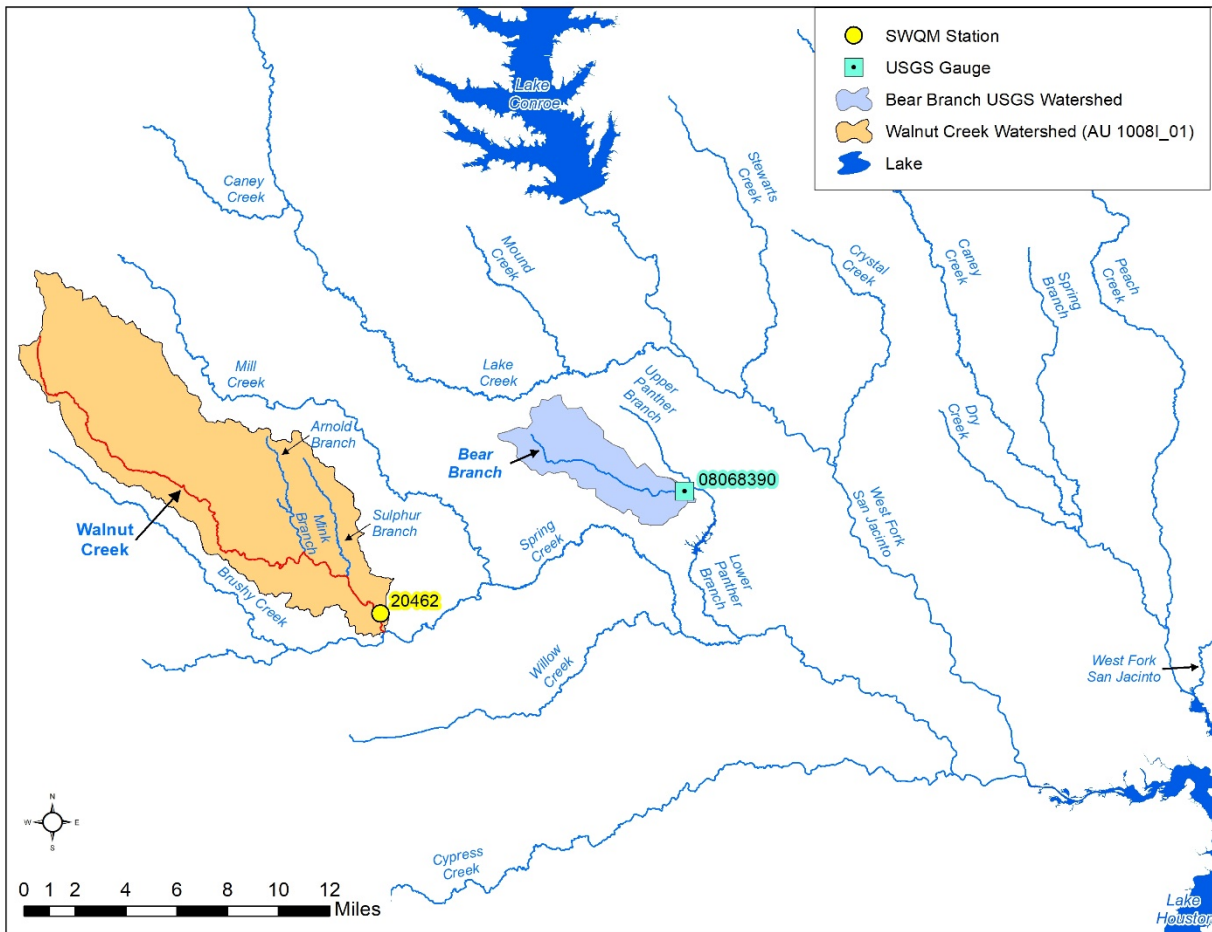 SWQM Station
USGS Gauge
Bear Branch USGS Watershed
Walnut Creek Watershed (AU 1008I_01)
Lake
Lake
Conroe
Caney
Creek
Stewarts
Creek
Mound
Creek
Crystal
Creek
Caney
Creek
Spring
Branch
Peach
Creek
Mill
Creek
Lake
Creek
Upper
Panther
Branch
Dry
Creek
Arnold
Branch
Bear
Branch
08068390
Walnut
Creek
Mink
Branch
Sulphur
Branch
Spring
Creek
West Fork
San Jacinto
Brushy Creek
20462
Lower
Panther
Branch
Willow
Creek
West Fork
San Jacinto
N
W
E
S
Cypress
Creek
0 1 2 4 6 8 10 12
Miles
Lake
Houston